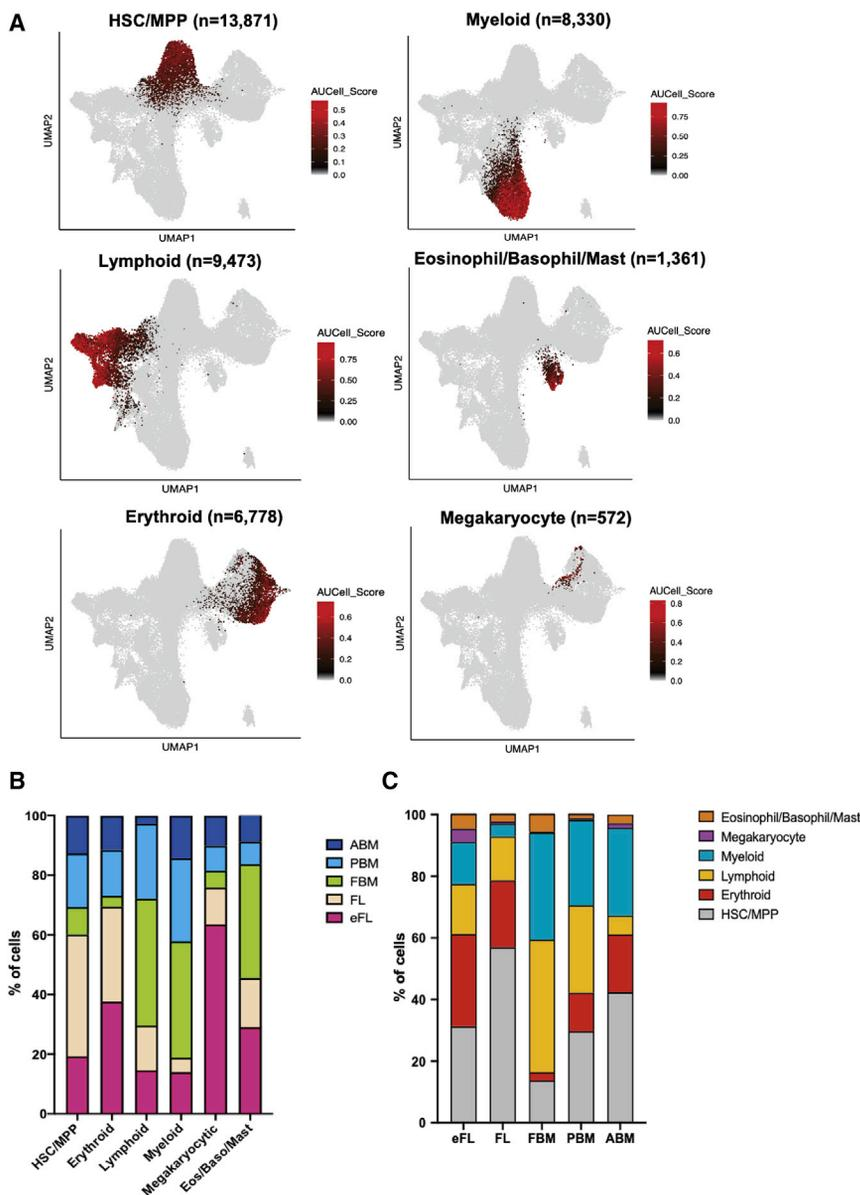 A
HSC/MPP (n=13,871)
UMAP2
UMAP1
AUCell_Score
0.5
0.4
0.3
0.2
0.1
0.0
Myeloid (n=8,330)
UMAP2
UMAP1
AUCell_Score
0.75
0.50
0.25
0.00
Lymphoid (n=9,473)
UMAP2
UMAP1
AUCell_Score
0.75
0.50
0.25
0.00
Eosinophil/Basophil/Mast (n=1,361)
UMAP2
UMAP1
AUCell_Score
0.6
0.4
0.2
0.0
Erythroid (n=6,778)
UMAP2
UMAP1
AUCell_Score
0.6
0.4
0.2
0.0
Megakaryocyte (n=572)
UMAP2
UMAP1
AUCell_Score
0.8
0.6
0.4
0.2
0.0
B
% of cells
100
80
60
40
20
0
HSC/MPP
Erythroid
Lymphoid
Myeloid
Megakaryocytic
Eos/Baso/Mast
ABM
PBM
FBM
FL
eFL
C
% of cells
100
80
60
40
20
0
eFL
FL
FBM
PBM
ABM
Eosinophil/Basophil/Mast
Megakaryocyte
Myeloid
Lymphoid
Erythroid
HSC/MPP